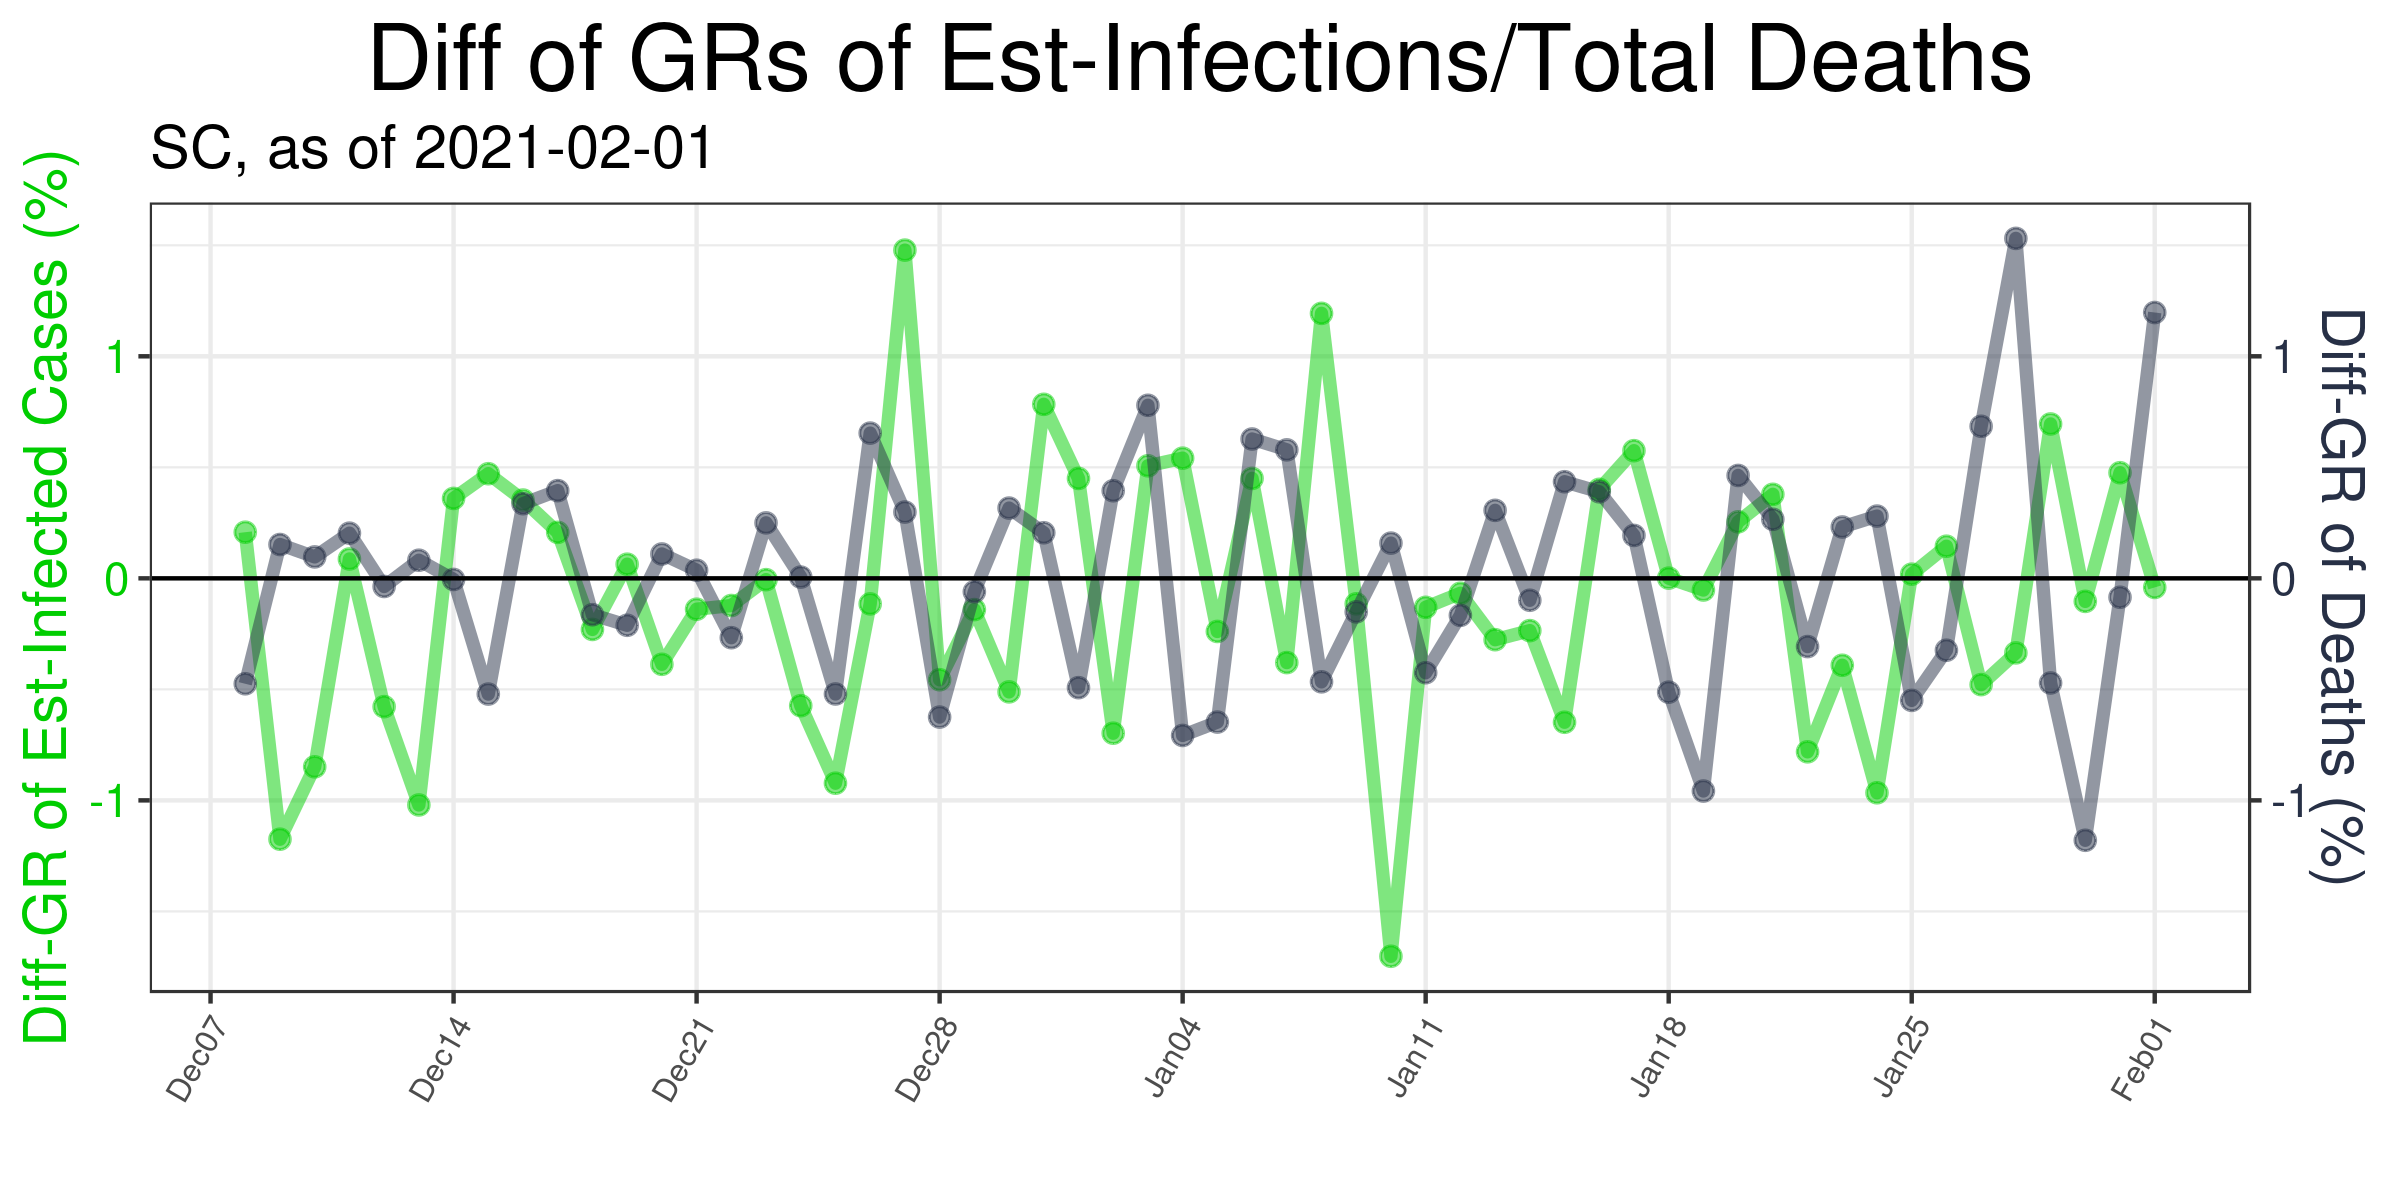 Diff of GRs of Est-Infections/Total Deaths
SC, as of 2021-02-01
Diff-GR of Est-Infected Cases (%)
1
0
-1
1
0
-1
Diff-GR of Deaths (%)
Dec07
Dec14
Dec21
Dec28
Jan04
Jan11
Jan18
Jan25
Feb01